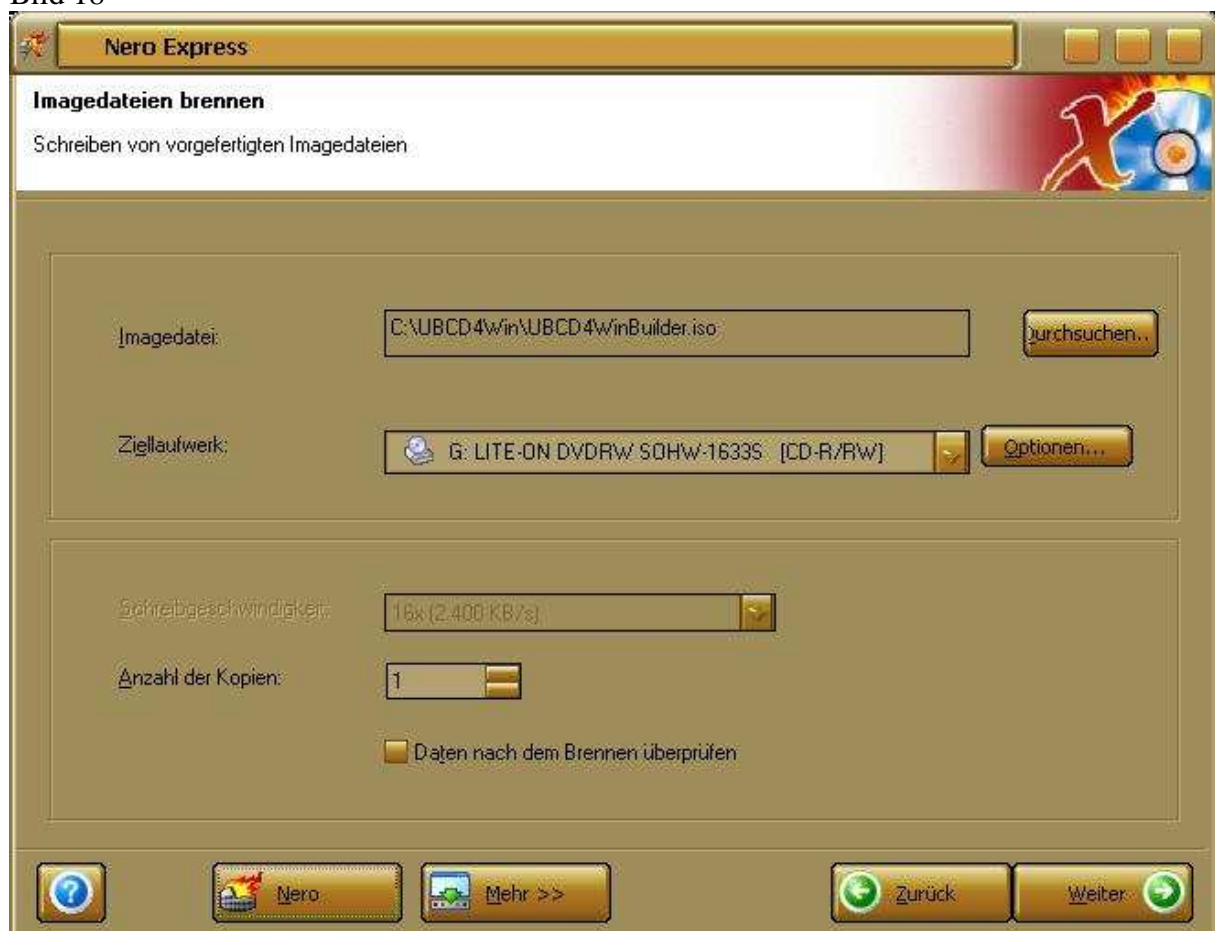 Nero Express
Imagedateien brennen
Schreiben von vorgefertigten Imagedateien
Imagedatei:
C:\UBCD4Win\UBCD4WinBuilder.iso
Durchsuchen..
Ziellaufwerk:
G: LITE-ON DVDRW SOHW-1633S [CD-R/RW]
Optionen...
Schreibgeschwindigkeit:
16x (2.400 KB/s)
Anzahl der Kopien:
1
Daten nach dem Brennen überprüfen
Nero
Mehr >>
Zurück
Weiter